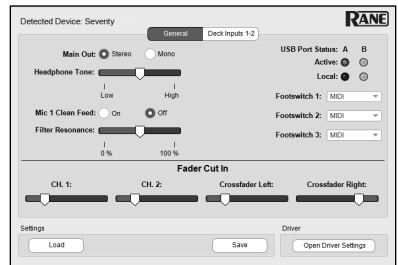 Detected Device: Seventy
RANE
General
Deck Inputs 1-2
Main Out: Stereo Mono
Headphone Tone:
Low High
Mic 1 Clean Feed: On Off
Filter Resonance:
0 % 100 %
USB Port Status: A B
Active:
Local:
Footswitch 1: MIDI
Footswitch 2: MIDI
Footswitch 3: MIDI
Fader Cut In
CH. 1: CH. 2: Crossfader Left: Crossfader Right:
Settings
Load Save
Driver
Open Driver Settings